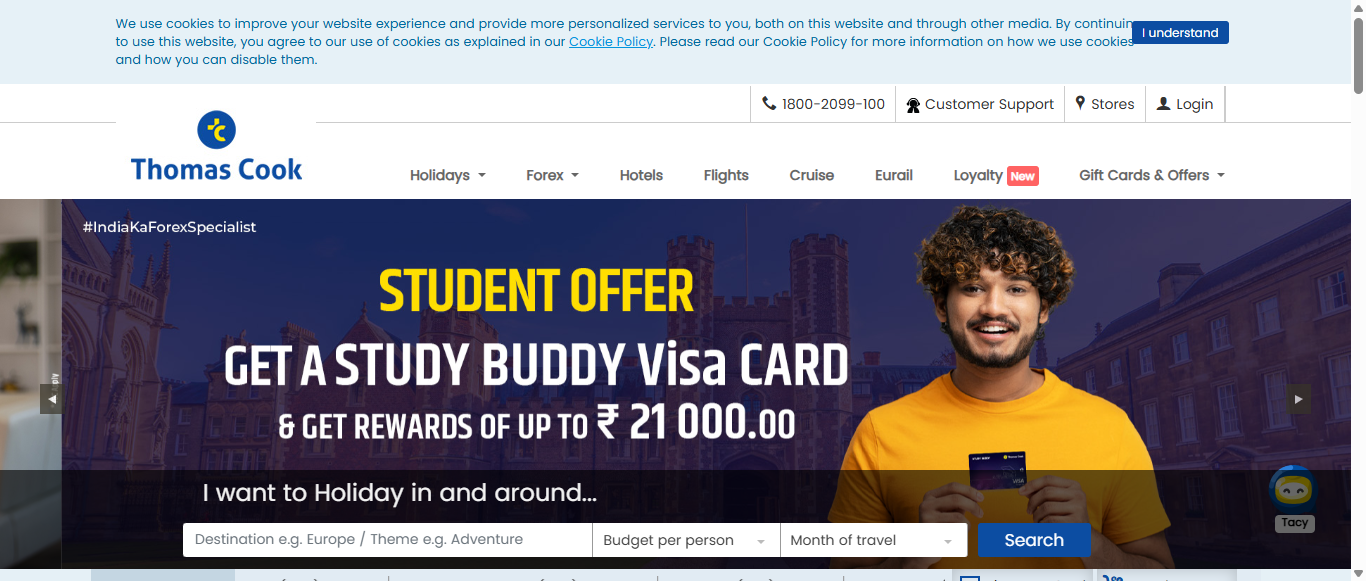 We use cookies to improve your website experience and provide more personalized services to you, both on this website and through other media. By continuin
to use this website, you agree to our use of cookies as explained in our Cookie Policy. Please read our Cookie Policy for more information on how we use cookies
and how you can disable them.
I understand
1800-2099-100
Customer Support
Stores
Login
Thomas Cook
Holidays
Forex
Hotels
Flights
Cruise
Eurail
Loyalty New
Gift Cards & Offers
#IndiaKaForexSpecialist
STUDENT OFFER
GET A STUDY BUDDY Visa CARD
& GET REWARDS OF UP TO ₹ 21 000.00
VISA
I want to Holiday in and around...
Tacy
Destination e.g. Europe / Theme e.g. Adventure
Budget per person
Month of travel
Search